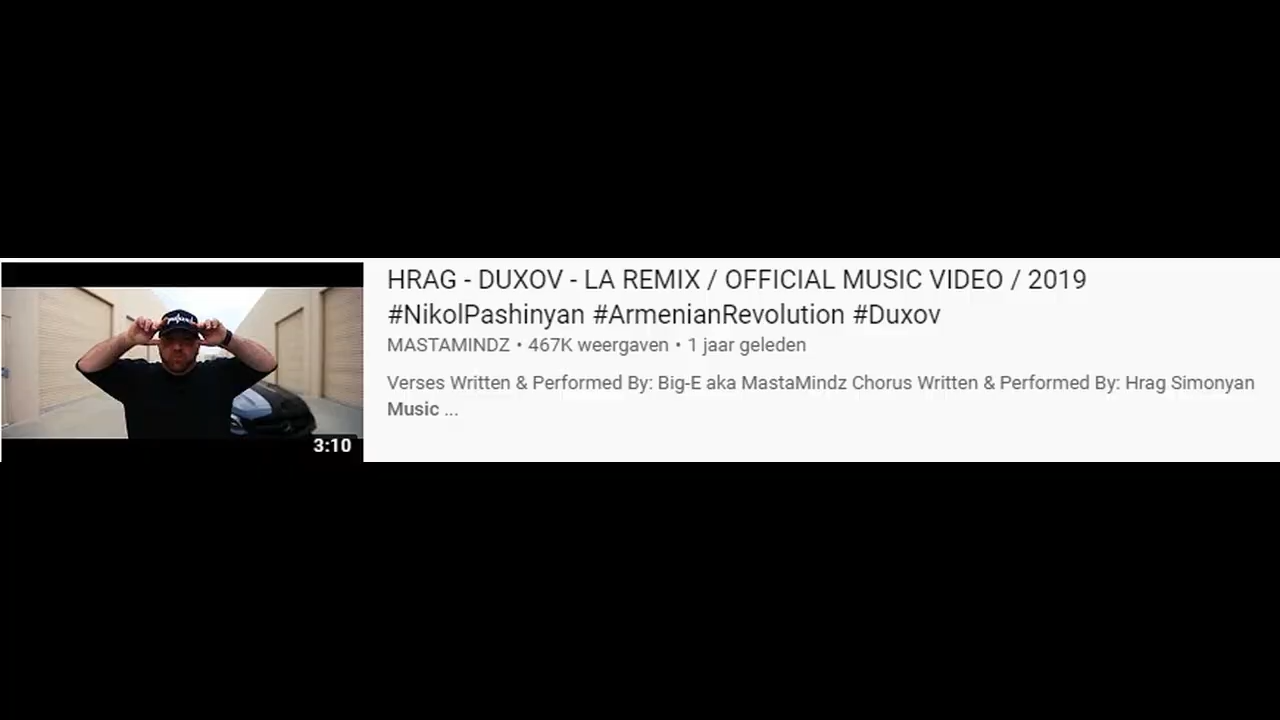 HRAG - DUXOV - LA REMIX / OFFICIAL MUSIC VIDEO / 2019
#NikolPashinyan #ArmenianRevolution #Duxov
MASTAMINDZ • 467K weergaven • 1 jaar geleden
Verses Written & Performed By: Big-E aka MastaMindz Chorus Written & Performed By: Hrag Simonyan
Music ...
3:10